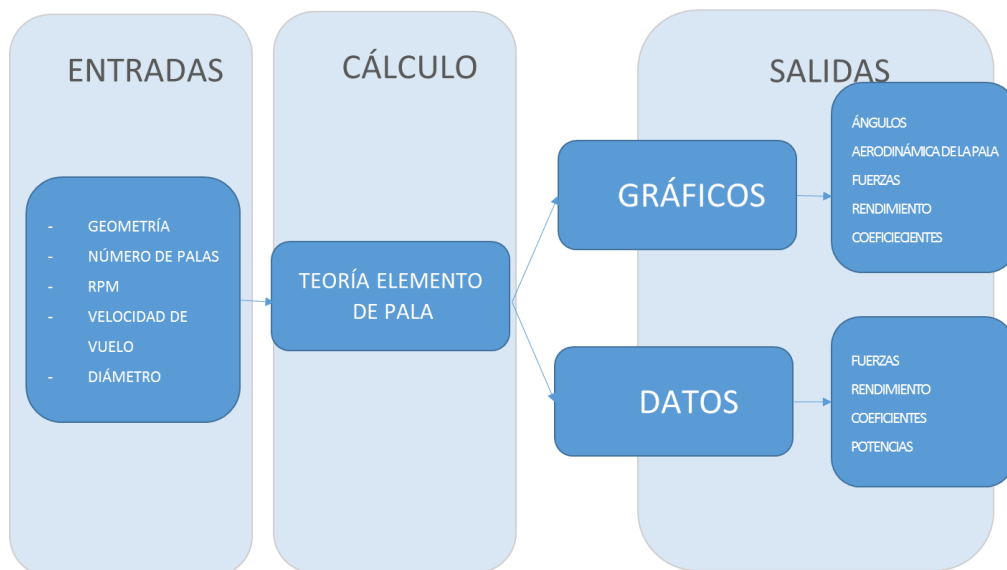 ENTRADAS
- GEOMETRÍA
- NÚMERO DE PALAS
- RPM
- VELOCIDAD DE
VUELO
- DIÁMETRO
CÁLCULO
TEORÍA ELEMENTO
DE PALA
SALIDAS
GRÁFICOS
ÁNGULOS
AERODINÁMICA DE LA PALA
FUERZAS
RENDIMIENTO
COEFICIECIENTES
DATOS
FUERZAS
RENDIMIENTO
COEFICIENTES
POTENCIAS